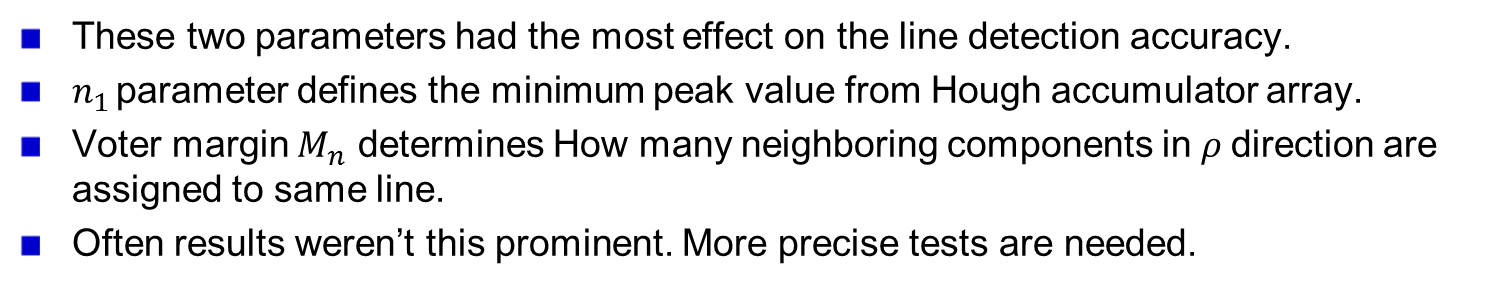 These two parameters had the most effect on the line detection accuracy.
n₁ parameter defines the minimum peak value from Hough accumulator array.
Voter margin Mₙ determines How many neighboring components in ρ direction are
assigned to same line.
Often results weren’t this prominent. More precise tests are needed.